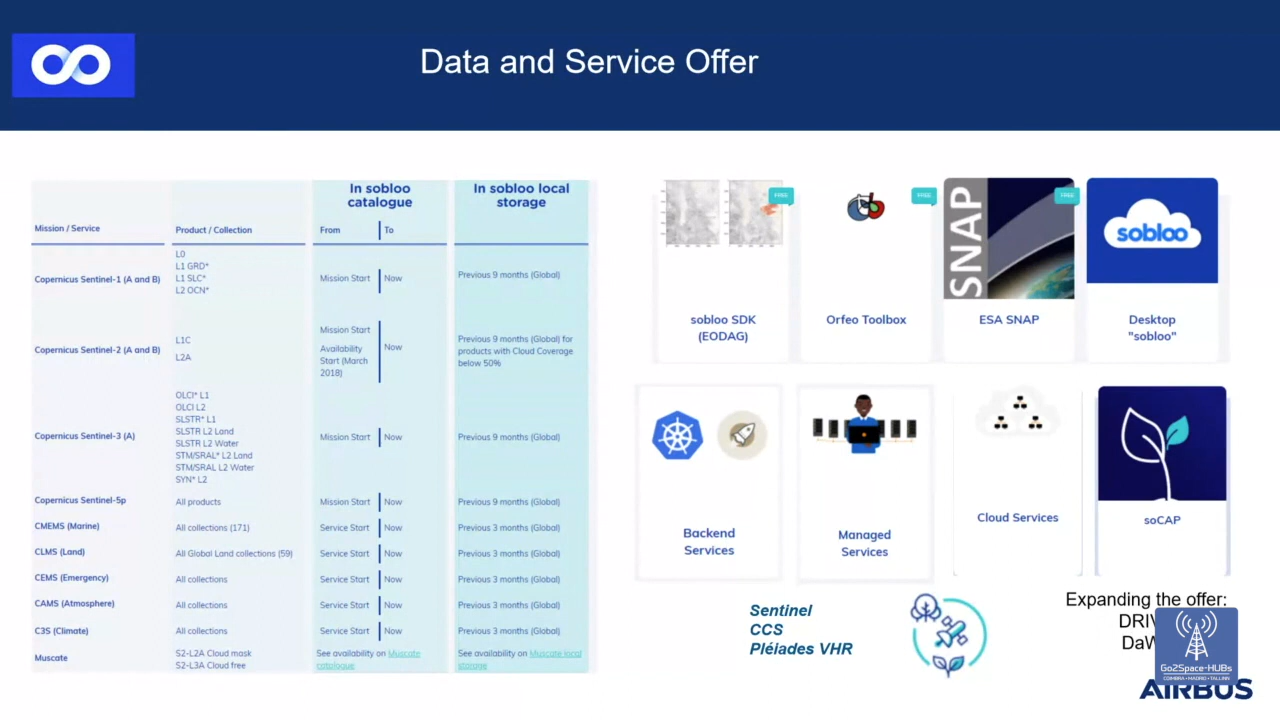 Data and Service Offer
In sobloo
catalogue
In sobloo local
storage
Mission / Service
Product / Collection
From
To
Copernicus Sentinel-1 (A and B)
L0
L1 GRD*
L1 SLC*
L2 OCN*
Mission Start
Now
Previous 9 months (Global)
Copernicus Sentinel-2 (A and B)
L1C
L2A
Mission Start
Availability
Start (March
2018)
Now
Previous 9 months (Global) for
products with Cloud Coverage
below 50%
Copernicus Sentinel-3 (A)
OLCI* L1
OLCI L2
SLSTR* L1
SLSTR L2 Land
SLSTR L2 Water
STM/SRAL* L2 Land
STM/SRAL L2 Water
SYN* L2
Mission Start
Now
Previous 9 months (Global)
Copernicus Sentinel-5p
All products
Mission Start
Now
Previous 9 months (Global)
CMEMS (Marine)
All collections (171)
Service Start
Now
Previous 3 months (Global)
CLMS (Land)
All Global Land collections (59)
Service Start
Now
Previous 3 months (Global)
CEMS (Emergency)
All collections
Service Start
Now
Previous 3 months (Global)
CAMS (Atmosphere)
All collections
Service Start
Now
Previous 3 months (Global)
C3S (Climate)
All collections
Service Start
Now
Previous 3 months (Global)
Muscate
S2-L2A Cloud mask
S2-L3A Cloud free
See availability on Muscate
catalogue
See availability on Muscate local
storage
FREE
sobloo SDK
(EODAG)
FREE
Orfeo Toolbox
FREE
SNAP
ESA SNAP
sobloo
Desktop
"sobloo"
Backend
Services
Managed
Services
Cloud Services
soCAP
Sentinel
CCS
Pléiades VHR
Expanding the offer:
Go2Space-HUBs
COIMBRA • MADRID • TALLINN
AIRBUS